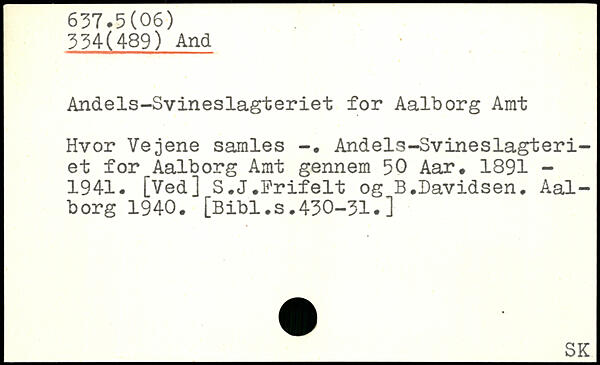 637.5(06)
334(489) And
Andels-Svineslagteriet for Aalborg Amt
Hvor Vejene samles -. Andels-Svineslagteri-
et for Aalborg Amt gennem 50 Aar. 1891 -
1941. [Ved] S.J.Frifelt og B.Davidsen. Aal-
borg 1940. [Bibl.s.430-31.]
SK